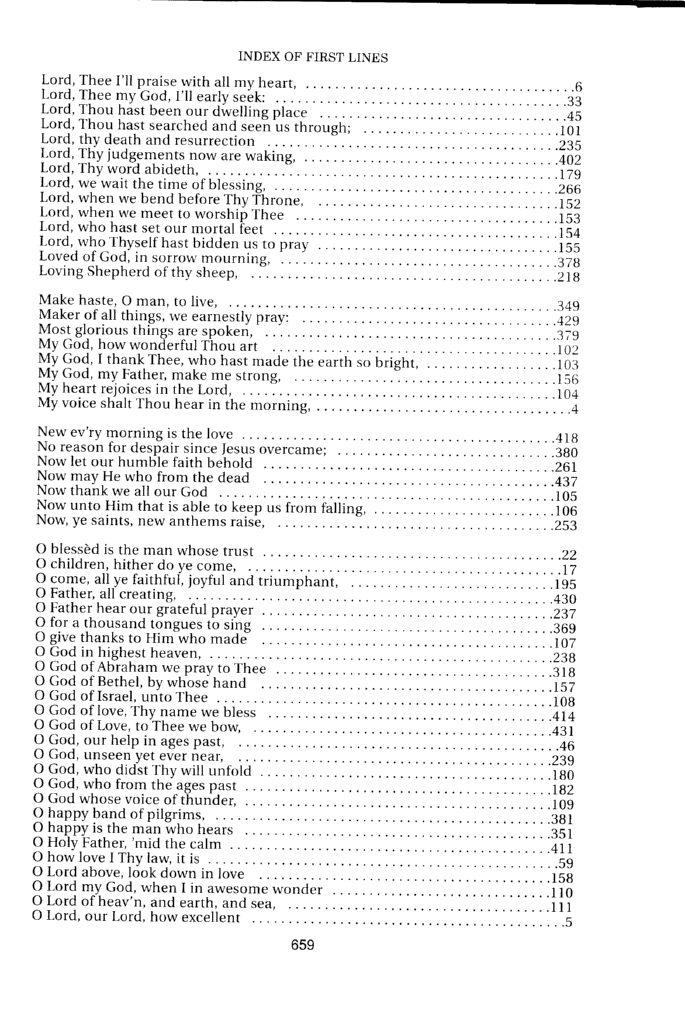 INDEX OF FIRST LINES
Lord, Thee I'll praise with all my heart, ....................................6
Lord, Thee my God, I'll early seek: .......................................33
Lord, Thou hast been our dwelling place .................................45
Lord, Thou hast searched and seen us through; ..........................101
Lord, thy death and resurrection .......................................235
Lord, Thy judgements now are waking, ..................................402
Lord, Thy word abideth, ...............................................179
Lord, we wait the time of blessing, ......................................266
Lord, when we bend before Thy Throne, .................................152
Lord, when we meet to worship Thee ...................................153
Lord, who hast set our mortal feet ......................................154
Lord, who Thyself hast bidden us to pray ................................155
Loved of God, in sorrow mourning, .....................................378
Loving Shepherd of thy sheep, .........................................218
Make haste, O man, to live, ............................................349
Maker of all things, we earnestly pray: ..................................429
Most glorious things are spoken, .......................................379
My God, how wonderful Thou art ......................................102
My God, I thank Thee, who hast made the earth so bright, .................103
My God, my Father, make me strong, ...................................156
My heart rejoices in the Lord, ..........................................104
My voice shalt Thou hear in the morning, ..................................4
New ev'ry morning is the love ..........................................418
No reason for despair since Jesus overcame; .............................380
Now let our humble faith behold .......................................261
Now may He who from the dead .......................................437
Now thank we all our God .............................................105
Now unto Him that is able to keep us from falling, ........................106
Now, ye saints, new anthems raise, .....................................253
O blessèd is the man whose trust ........................................22
O children, hither do ye come, ..........................................17
O come, all ye faithful, joyful and triumphant, ...........................195
O Father, all creating, .................................................430
O Father hear our grateful prayer .......................................237
O for a thousand tongues to sing .......................................369
O give thanks to Him who made .......................................107
O God in highest heaven, ..............................................238
O God of Abraham we pray to Thee .....................................318
O God of Bethel, by whose hand .......................................157
O God of Israel, unto Thee .............................................108
O God of love, Thy name we bless ......................................414
O God of Love, to Thee we bow, ........................................431
O God, our help in ages past, ..........................................46
O God, unseen yet ever near, ..........................................239
O God, who didst Thy will unfold .......................................180
O God, who from the ages past .........................................182
O God whose voice of thunder, .........................................109
O happy band of pilgrims, .............................................381
O happy is the man who hears .........................................351
O Holy Father, 'mid the calm ...........................................411
O how love I Thy law, it is ..............................................59
O Lord above, look down in love .......................................158
O Lord my God, when I in awesome wonder .............................110
O Lord of heav'n, and earth, and sea, ...................................111
O Lord, our Lord, how excellent ..........................................5
659